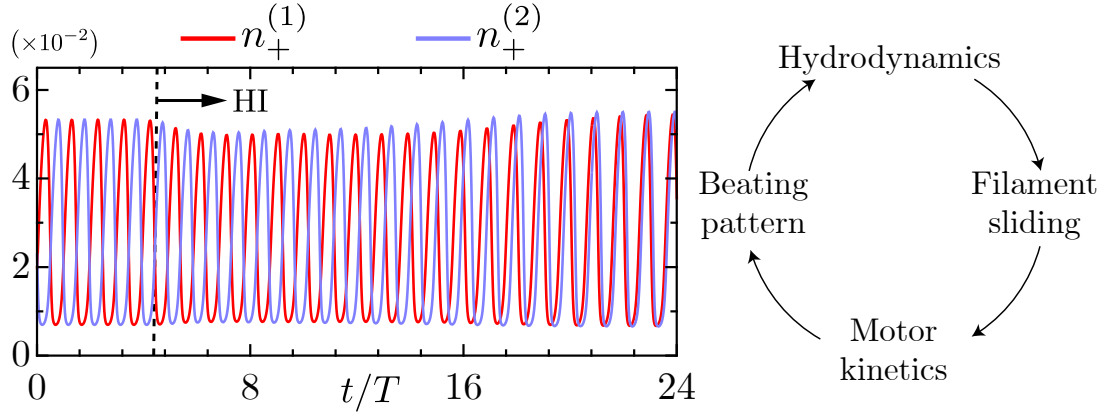 (×10⁻²)
n₊⁽¹⁾
n₊⁽²⁾
6
4
2
0
HI
0
8
t/T
16
24
Hydrodynamics
Beating
pattern
Filament
sliding
Motor
kinetics